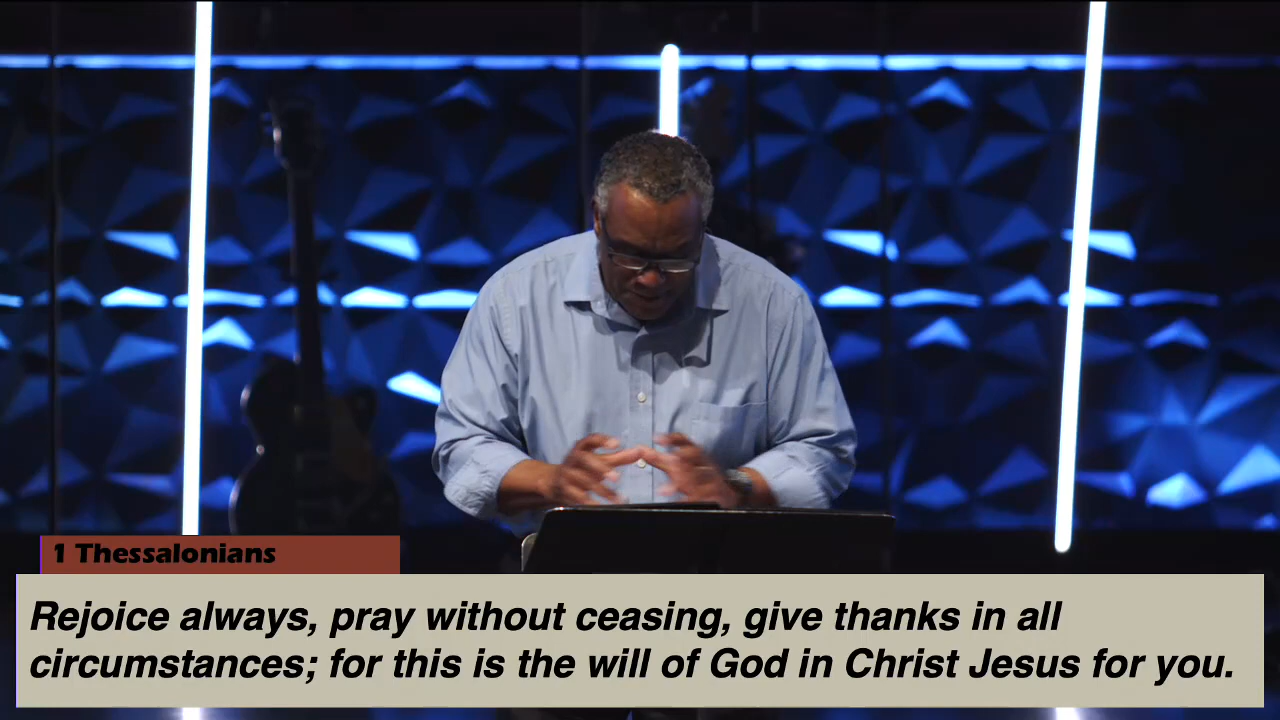 1 Thessalonians
Rejoice always, pray without ceasing, give thanks in all
circumstances; for this is the will of God in Christ Jesus for you.